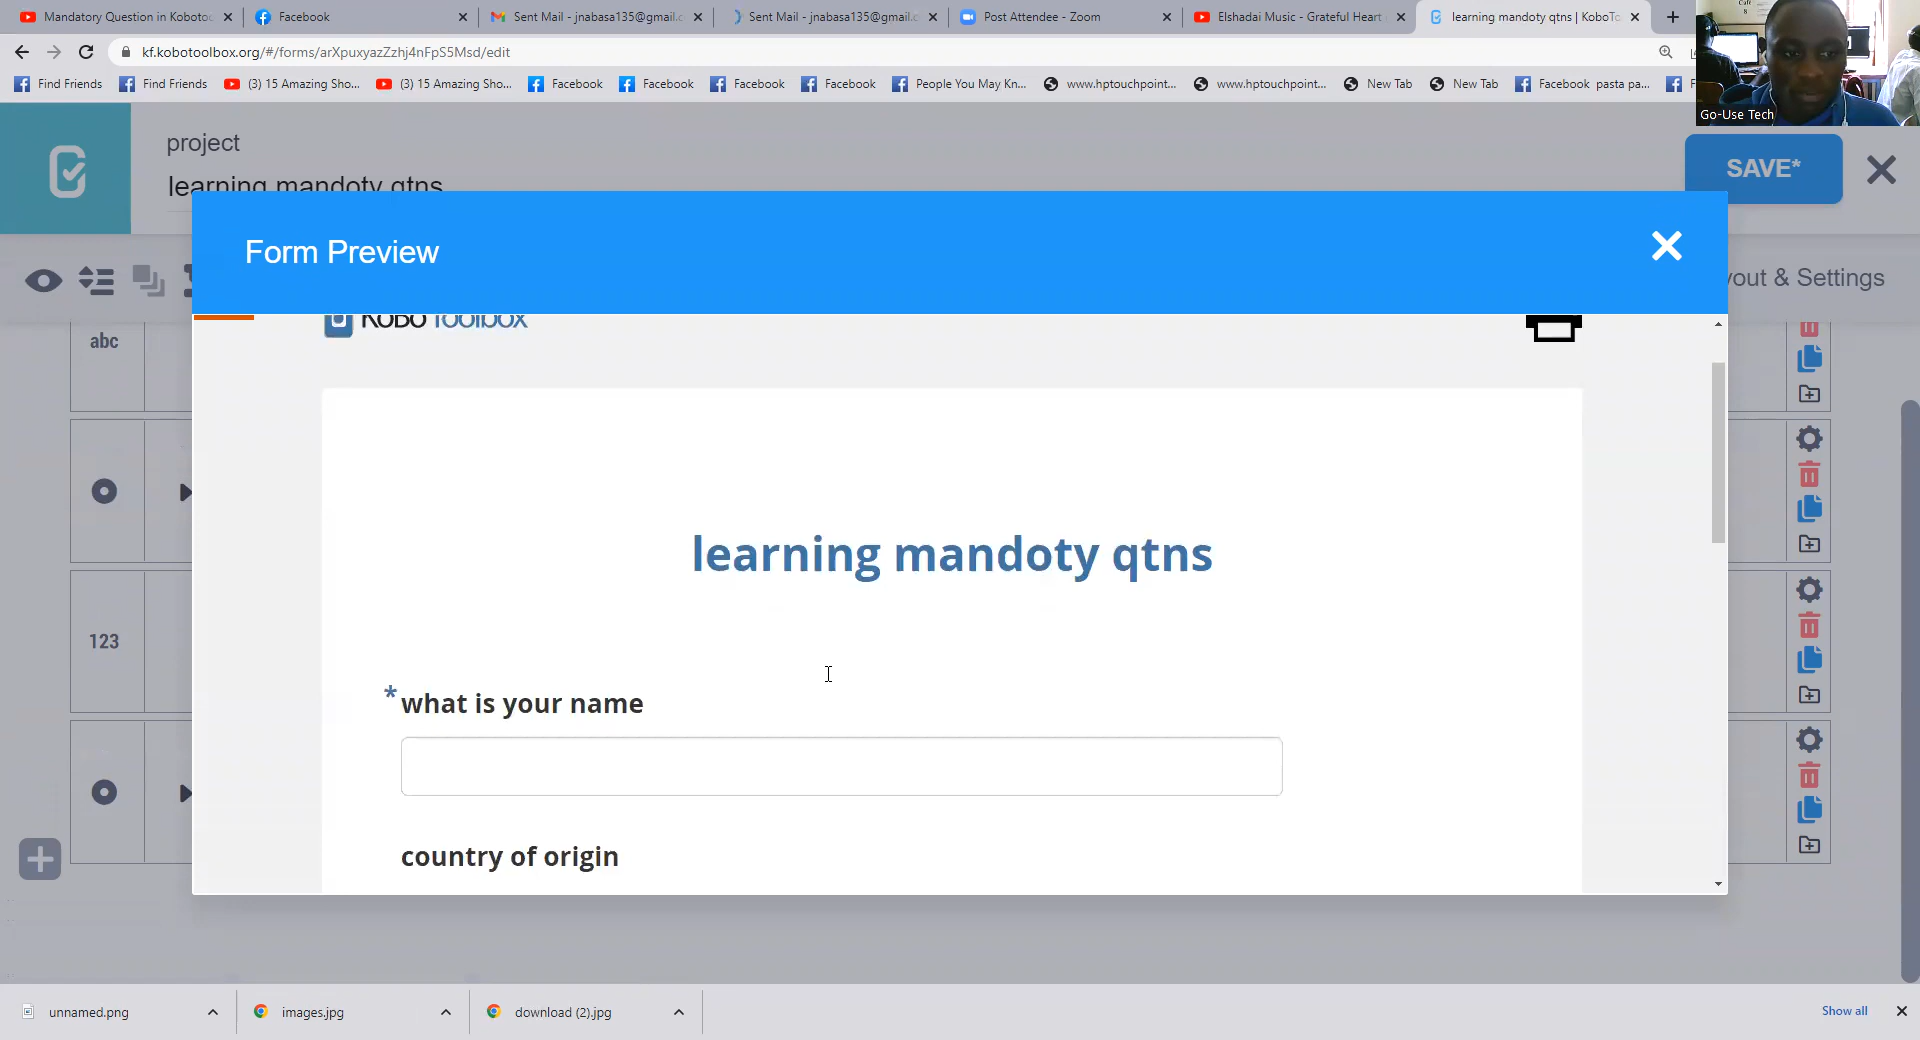 Mandatory Question in Koboto
Facebook
Sent Mail - jnabasa135@gmail.c
Sent Mail - jnabasa135@gmail.c
Post Attendee - Zoom
Elshadai Music - Grateful Heart
learning mandoty qtns | KoboTo
kf.kobotoolbox.org/#/forms/arXpuxyazZzhj4nFpS5Msd/edit
Find Friends
Find Friends
(3) 15 Amazing Sho...
(3) 15 Amazing Sho...
Facebook
Facebook
Facebook
Facebook
People You May Kn...
www.hptouchpoint...
www.hptouchpoint...
New Tab
New Tab
Facebook pasta pa...
Go-Use Tech
project
learning mandoty qtns
SAVE*
Form Preview
yout & Settings
KoBo Toolbox
abc
123
learning mandoty qtns
* what is your name
country of origin
unnamed.png
images.jpg
download (2).jpg
Show all